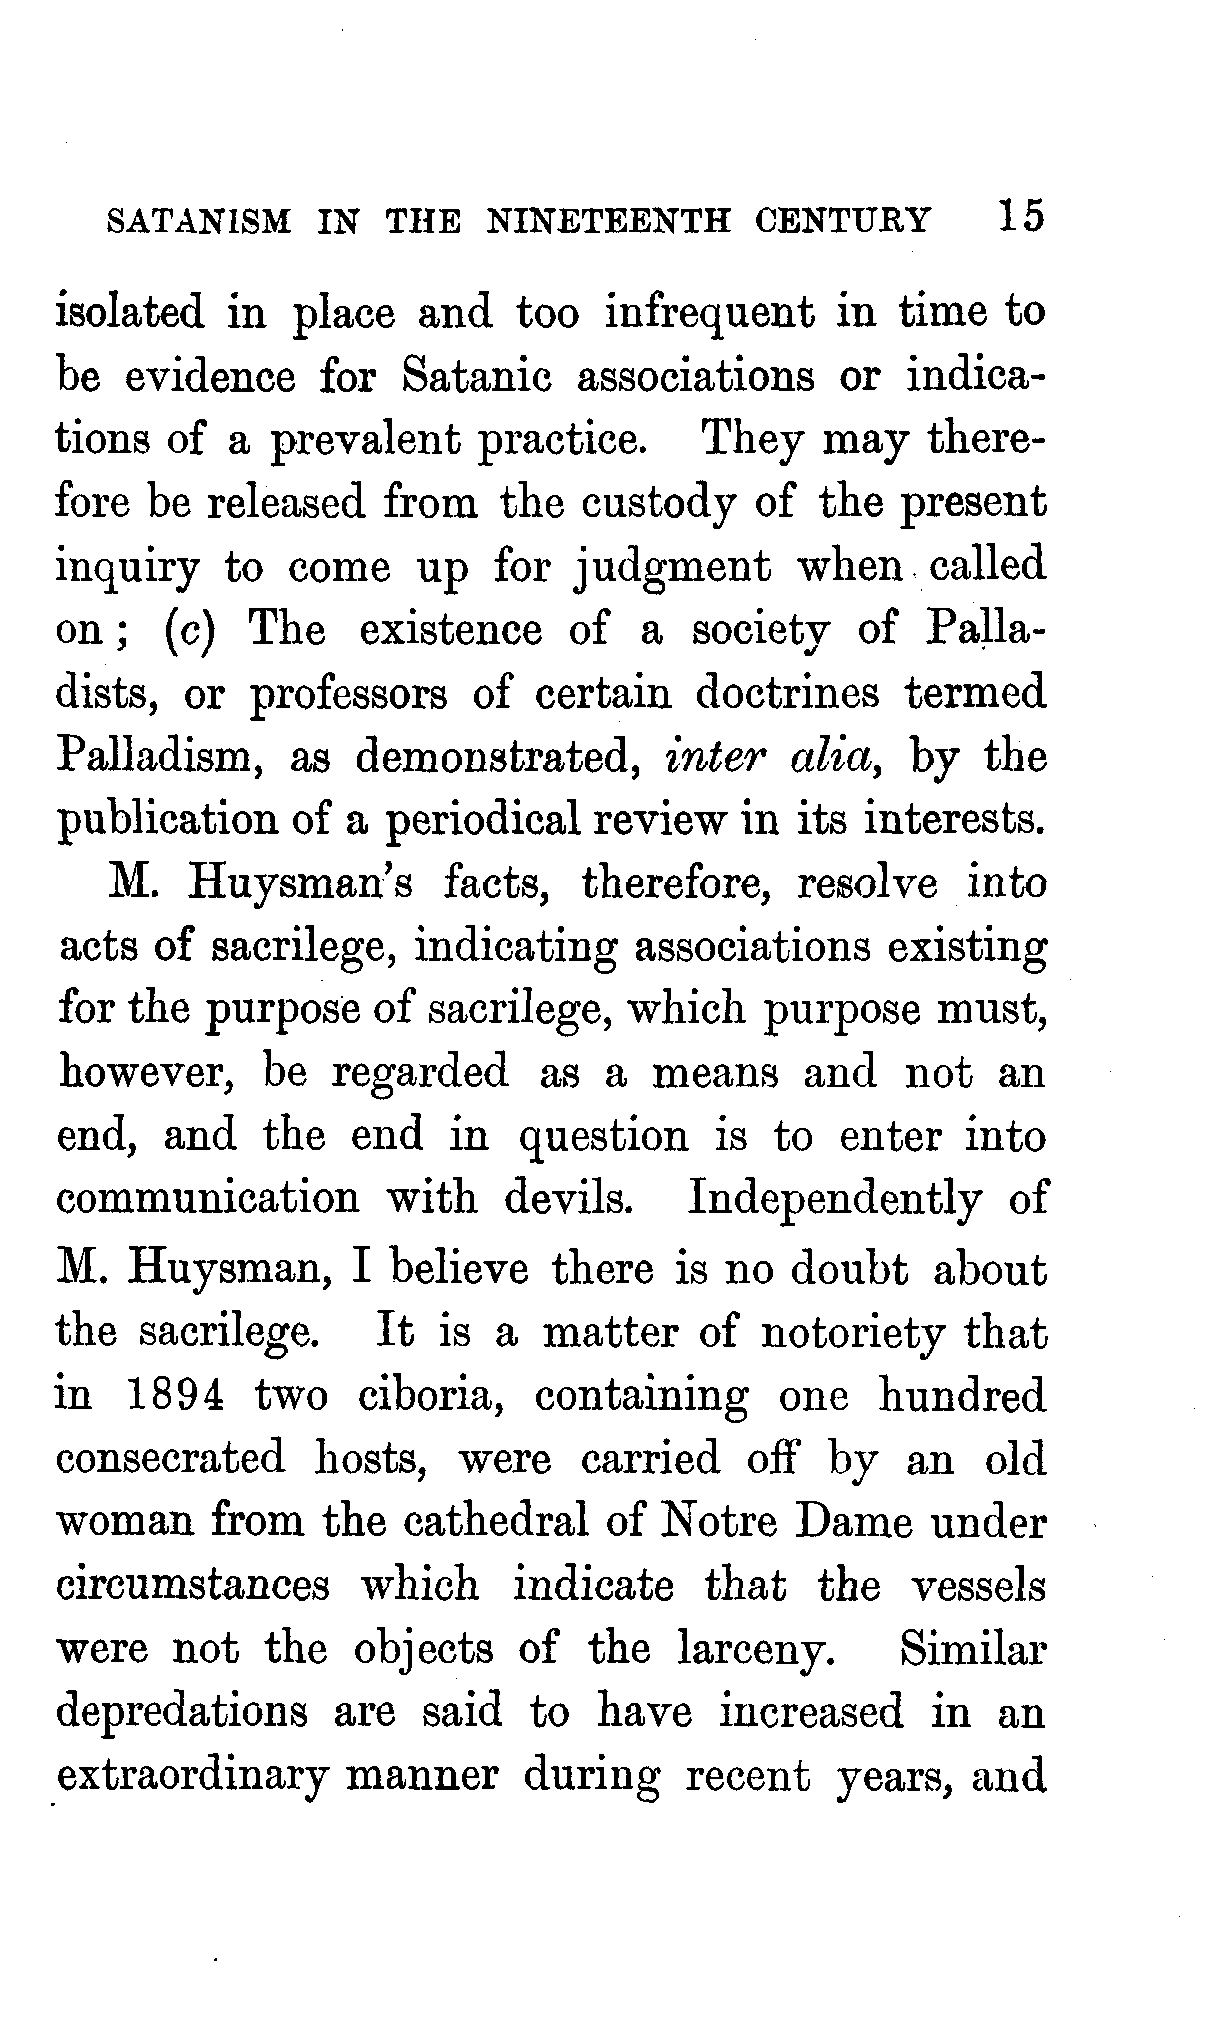 SATANISM IN THE NINETEENTH CENTURY 15
isolated in place and too infrequent in time to
be evidence for Satanic associations or indica-
tions of a prevalent practice. They may there-
fore be released from the custody of the present
inquiry to come up for judgment when called
on ; (c) The existence of a society of Palla-
dists, or professors of certain doctrines termed
Palladism, as demonstrated, inter alia, by the
publication of a periodical review in its interests.
M. Huysman's facts, therefore, resolve into
acts of sacrilege, indicating associations existing
for the purpose of sacrilege, which purpose must,
however, be regarded as a means and not an
end, and the end in question is to enter into
communication with devils. Independently of
M. Huysman, I believe there is no doubt about
the sacrilege. It is a matter of notoriety that
in 1894 two ciboria, containing one hundred
consecrated hosts, were carried off by an old
woman from the cathedral of Notre Dame under
circumstances which indicate that the vessels
were not the objects of the larceny. Similar
depredations are said to have increased in an
extraordinary manner during recent years, and